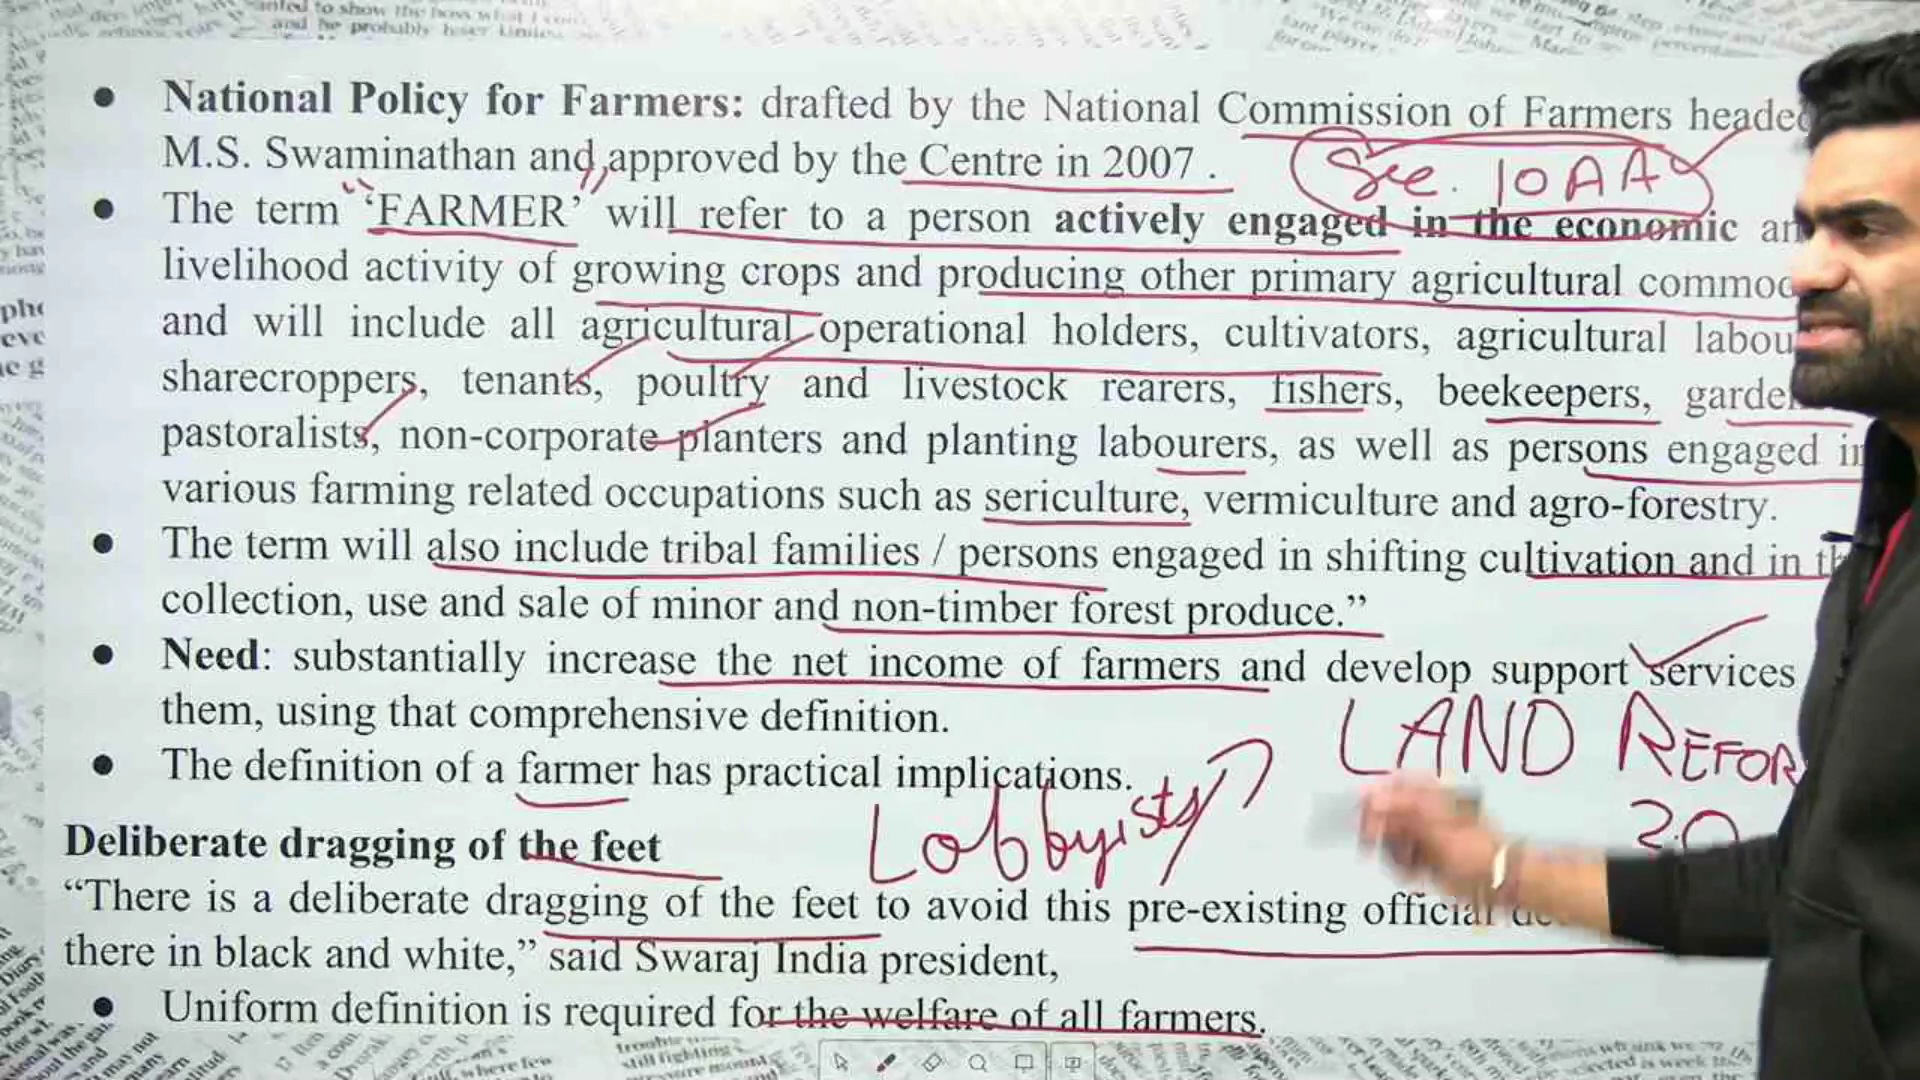 National Policy for Farmers: drafted by the National Commission of Farmers headed
M.S. Swaminathan and approved by the Centre in 2007 .
See. 10AA
The term 'FARMER' will refer to a person actively engaged in the economic an
livelihood activity of growing crops and producing other primary agricultural commod
and will include all agricultural operational holders, cultivators, agricultural labou
sharecroppers, tenants, poultry and livestock rearers, fishers, beekeepers, garde
pastoralists, non-corporate planters and planting labourers, as well as persons engaged in
various farming related occupations such as sericulture, vermiculture and agro-forestry.
The term will also include tribal families / persons engaged in shifting cultivation and in th
collection, use and sale of minor and non-timber forest produce.”
Need: substantially increase the net income of farmers and develop support services
them, using that comprehensive definition.
LAND REFOR
The definition of a farmer has practical implications.
Lobbyists
2.0
Deliberate dragging of the feet
“There is a deliberate dragging of the feet to avoid this pre-existing official
there in black and white,” said Swaraj India president,
Uniform definition is required for the welfare of all farmers.